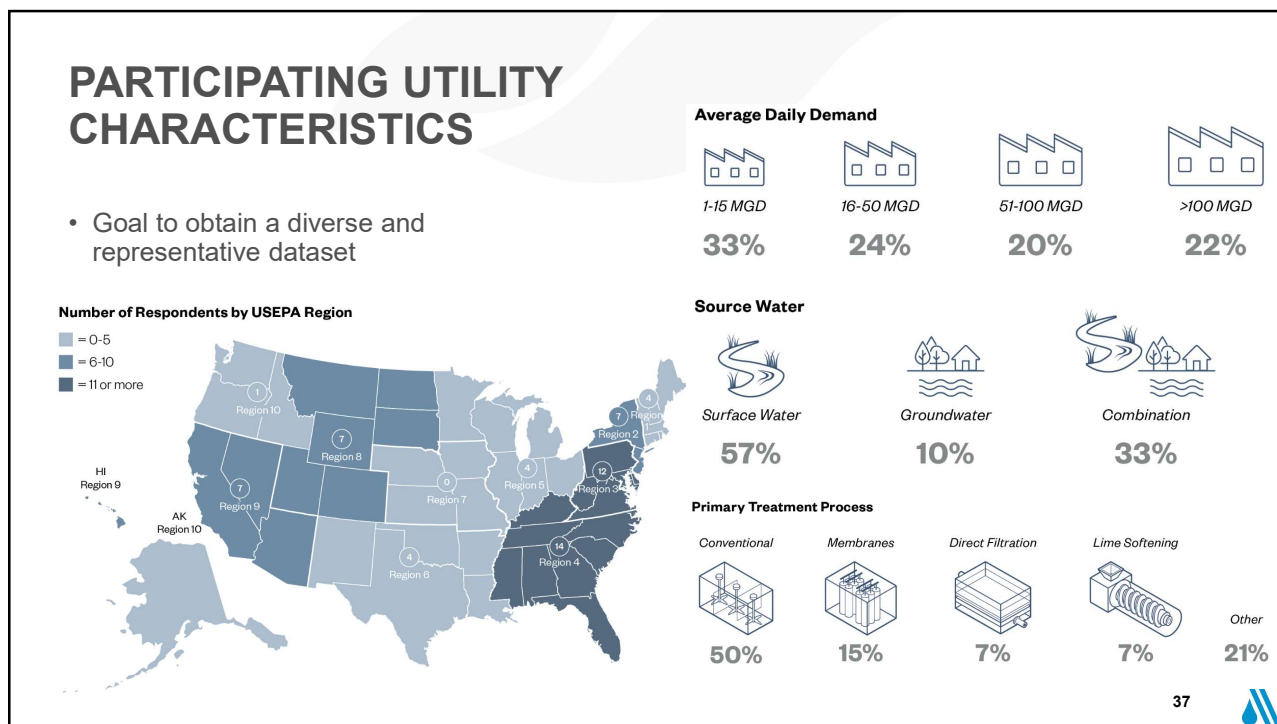 PARTICIPATING UTILITY
CHARACTERISTICS
• Goal to obtain a diverse and
representative dataset
Number of Respondents by USEPA Region
= 0-5
= 6-10
= 11 or more
1
Region 10
7
Region 8
7
Region 9
0
Region 7
4
Region 5
4
Region 6
14
Region 4
12
Region 3
7
Region 2
4
Region
1
HI
Region 9
AK
Region 10
Average Daily Demand
1-15 MGD
16-50 MGD
51-100 MGD
>100 MGD
33%
24%
20%
22%
Source Water
Surface Water
Groundwater
Combination
57%
10%
33%
Primary Treatment Process
Conventional
Membranes
Direct Filtration
Lime Softening
Other
50%
15%
7%
7%
21%
37